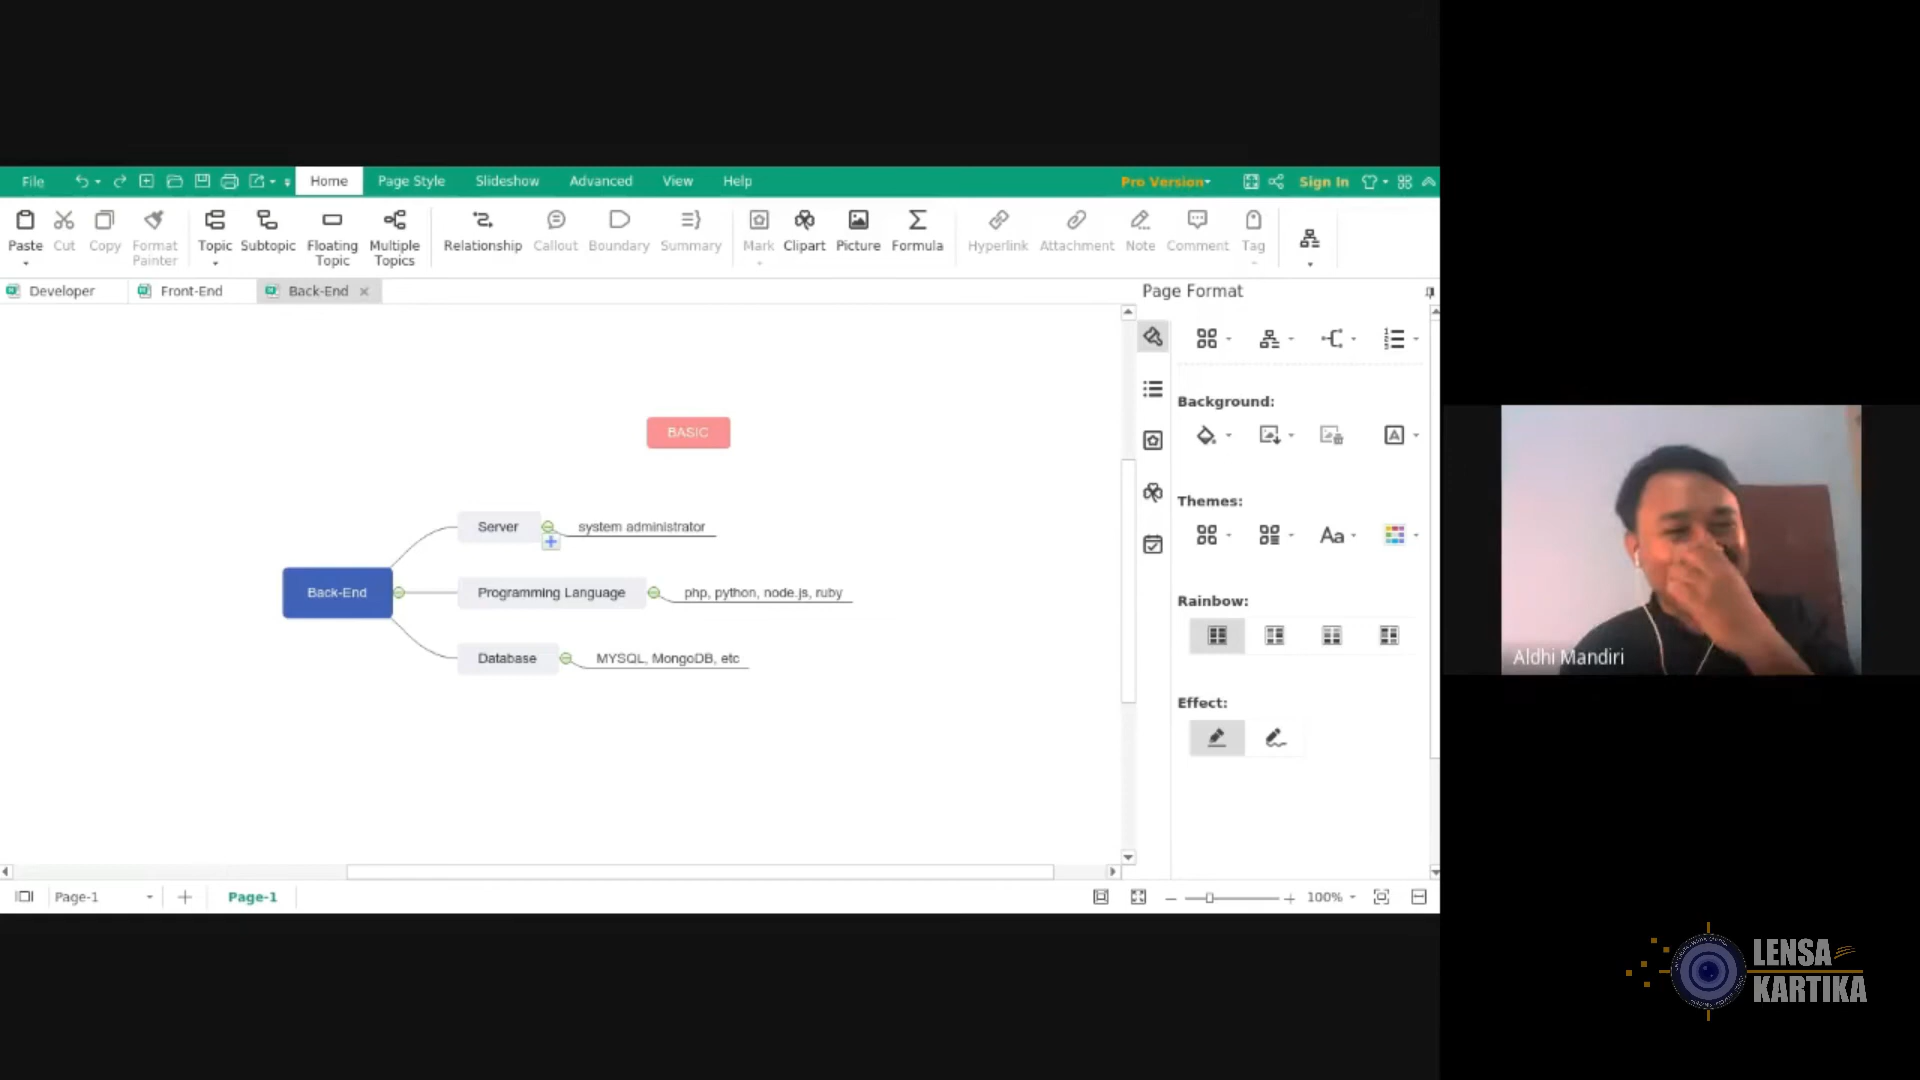 File
Home
Page Style
Slideshow
Advanced
View
Help
Pro Version
Sign In
Paste
Cut
Copy
Format Painter
Topic
Subtopic
Floating Topic
Multiple Topics
Relationship
Callout
Boundary
Summary
Mark
Clipart
Picture
Formula
Hyperlink
Attachment
Note
Comment
Tag
Developer
Front-End
Back-End
Page Format
Background:
Themes:
Aa
Rainbow:
Effect:
BASIC
Server
system administrator
Back-End
Programming Language
php, python, node.js, ruby
Database
MYSQL, MongoDB, etc
Page-1
Page-1
100%
Aldhi Mandiri
LENSA
KARTIKA